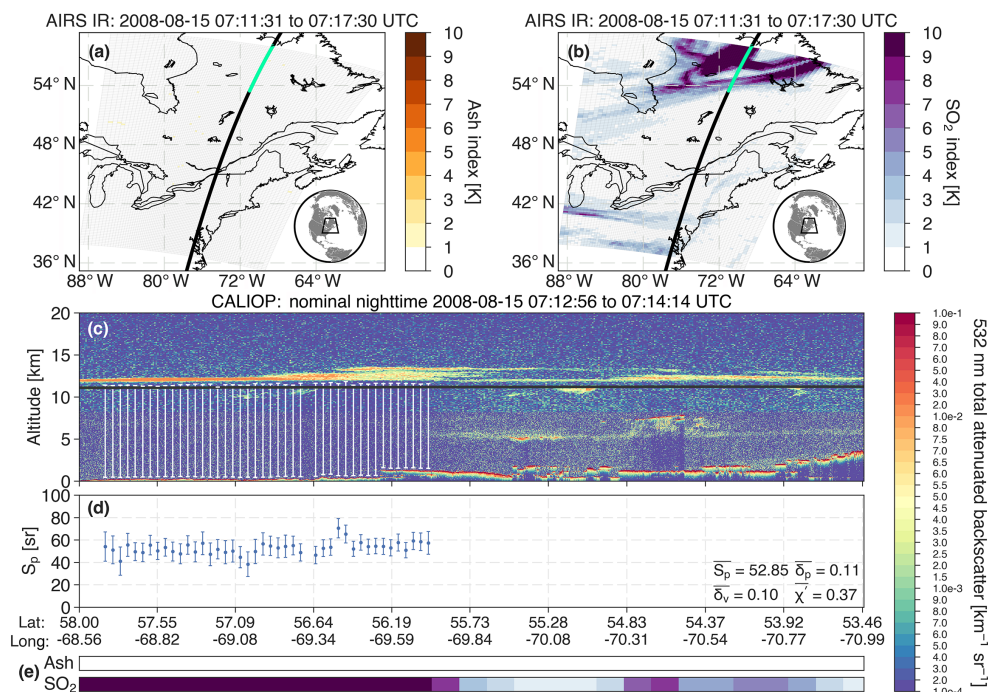 AIRS IR: 2008-08-15 07:11:31 to 07:17:30 UTC
AIRS IR: 2008-08-15 07:11:31 to 07:17:30 UTC
(a)
54° N
48° N
42° N
36° N
88° W 80° W 72° W 64° W
10
9
8
7
6
5
4
3
2
1
0
Ash index [K]
(b)
54° N
48° N
42° N
36° N
88° W 80° W 72° W 64° W
10
9
8
7
6
5
4
3
2
1
0
SO2 index [K]
CALIOP: nominal nighttime 2008-08-15 07:12:56 to 07:14:14 UTC
(c)
20
15
10
5
0
Altitude [km]
1.0e-1
9.0
8.0
7.0
6.0
5.0
4.0
3.0
2.0
1.0e-2
9.0
8.0
7.0
6.0
5.0
4.0
3.0
2.0
1.0e-3
9.0
8.0
7.0
6.0
5.0
4.0
3.0
2.0
1.0e-4
532 nm total attenuated backscatter [km⁻¹ sr⁻¹]
(d)
100
80
60
40
20
0
Sp [sr]
Sp = 52.85 δp = 0.11
δv = 0.10 χ′ = 0.37
Lat: 58.00 57.55 57.09 56.64 56.19 55.73 55.28 54.83 54.37 53.92 53.46
Long: -68.56 -68.82 -69.08 -69.34 -69.59 -69.84 -70.08 -70.31 -70.54 -70.77 -70.99
(e)
Ash
SO2